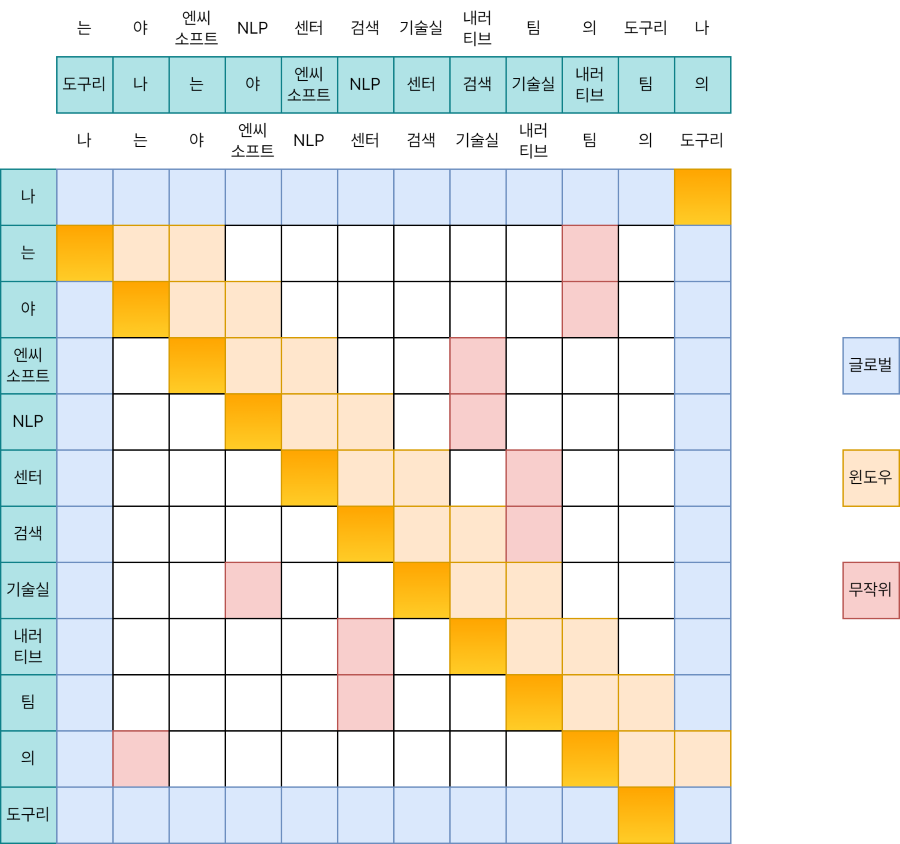 는 야 엔씨소프트 NLP 센터 검색 기술실 내러티브 팀 의 도구리 나
도구리 나 는 야 엔씨소프트 NLP 센터 검색 기술실 내러티브 팀 의
나 는 야 엔씨소프트 NLP 센터 검색 기술실 내러티브 팀 의 도구리
나
는
야
엔씨
소프트
글로벌
NLP
센터
윈도우
검색
기술실
무작위
내러
티브
팀
의
도구리